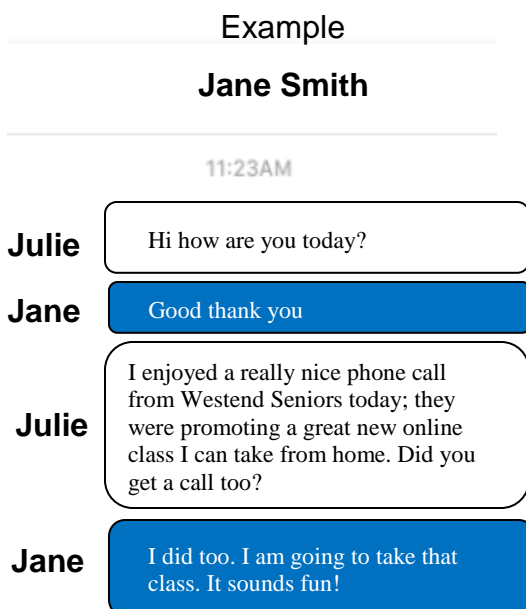 Example
Jane Smith
11:23AM
Julie
Hi how are you today?
Jane
Good thank you
Julie
I enjoyed a really nice phone call
from Westend Seniors today; they
were promoting a great new online
class I can take from home. Did you
get a call too?
Jane
I did too. I am going to take that
class. It sounds fun!